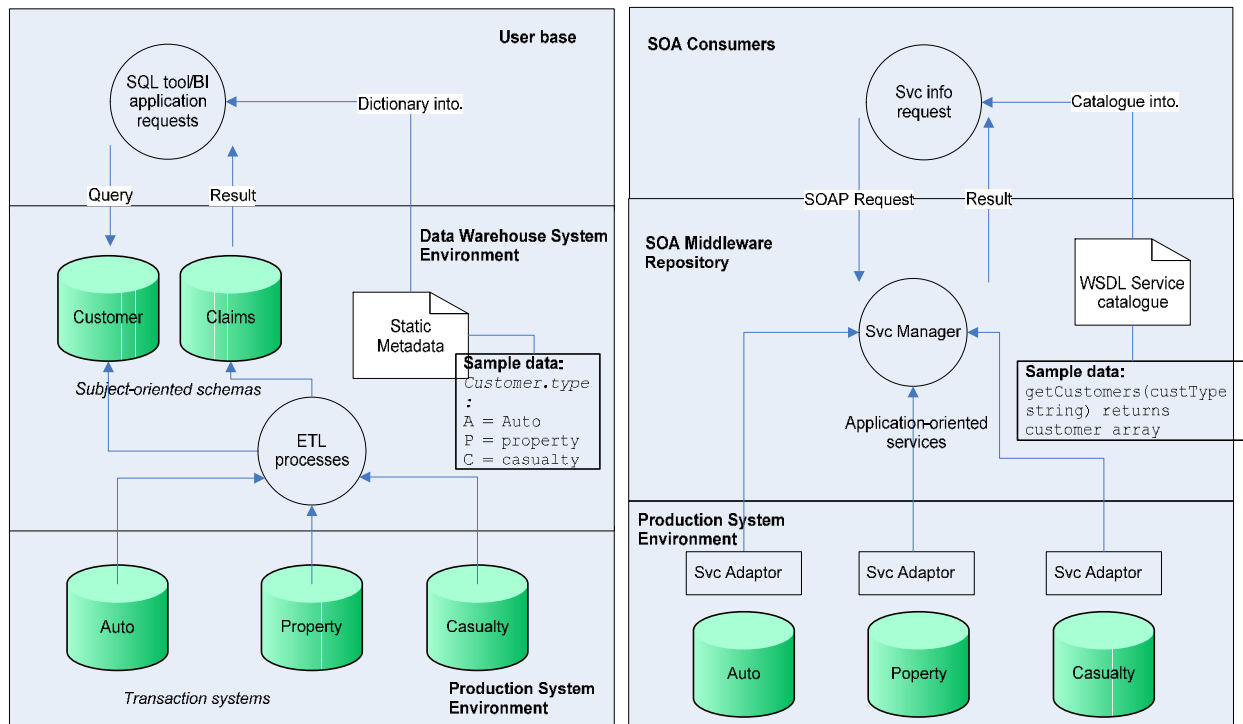 User base
SQL tool/BI
application
requests
Dictionary into.
Query
Result
Data Warehouse System
Environment
Customer
Claims
Static
Metadata
Subject-oriented schemas
Sample data:
Customer.type
:
A = Auto
P = property
C = casualty
ETL
processes
Auto
Property
Casualty
Transaction systems
Production System
Environment
SOA Consumers
Svc info
request
Catalogue into.
SOAP Request
Result
SOA Middleware
Repository
WSDL Service
catalogue
Svc Manager
Sample data:
getCustomers(custType
string) returns
customer array
Application-oriented
services
Production System
Environment
Svc Adaptor
Svc Adaptor
Svc Adaptor
Auto
Poperty
Casualty